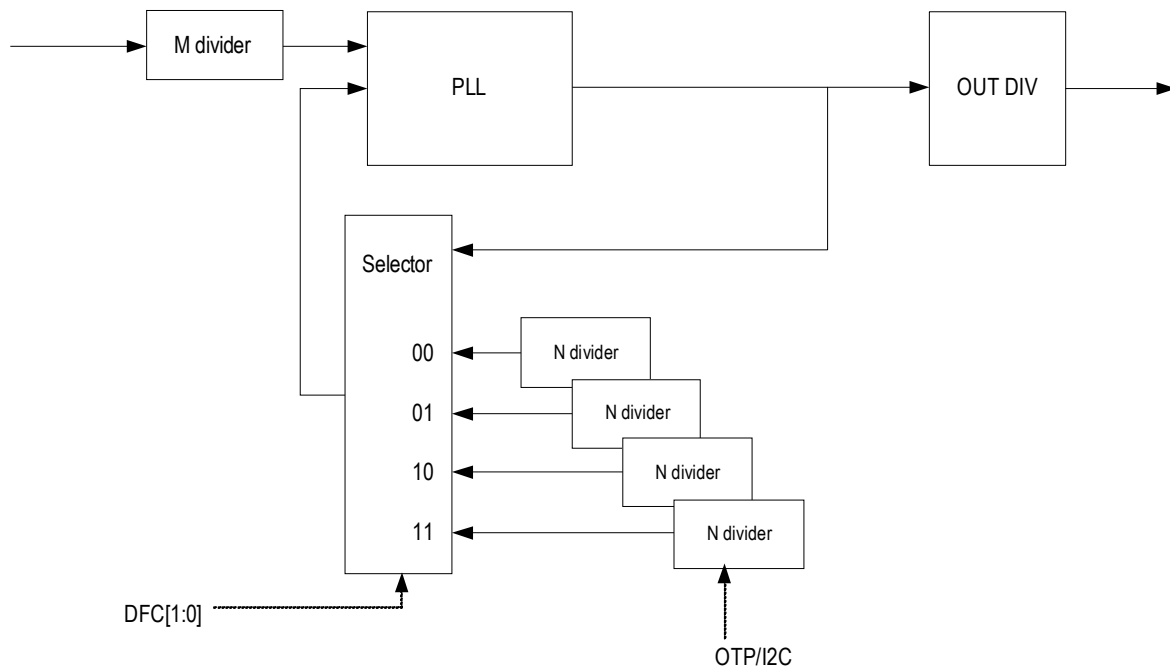 M divider
PLL
OUT DIV
Selector
00
N divider
01
N divider
10
N divider
11
N divider
DFC[1:0]
OTP/I2C